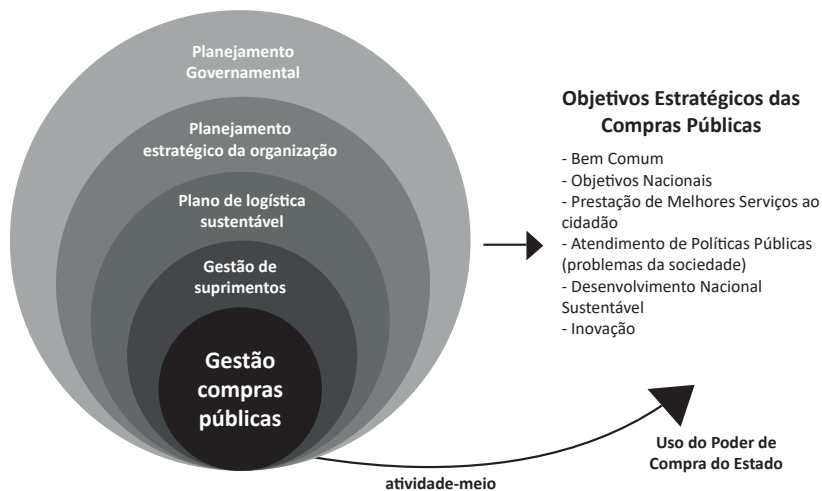 Planejamento
Governamental
Planejamento
estratégico da organização
Plano de logística
sustentável
Gestão de
suprimentos
Gestão
compras
públicas
Objetivos Estratégicos das
Compras Públicas
- Bem Comum
- Objetivos Nacionais
- Prestação de Melhores Serviços ao
cidadão
- Atendimento de Políticas Públicas
(problemas da sociedade)
- Desenvolvimento Nacional
Sustentável
- Inovação
Uso do Poder de
Compra do Estado
atividade-meio